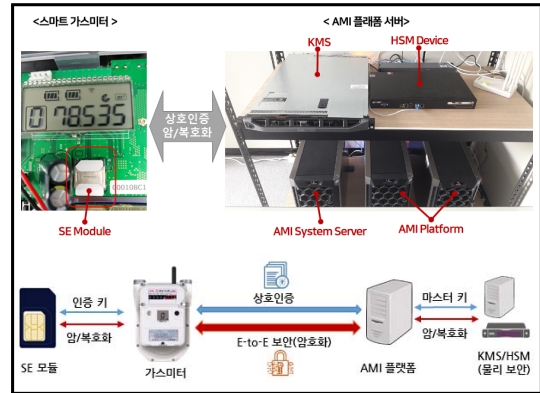 <스마트 가스미터 >
< AMI 플래폼 서버>
KMS
HSM Device
078535
상호인증
암/복호화
000108C1
SE Module
AMI System Server
AMI Platform
인증 키
암/복호화
SE 모듈
가스미터
상호인증
E-to-E 보안(암호화)
AMI 플랫폼
마스터 키
암/복호화
KMS/HSM
(물리 보안)